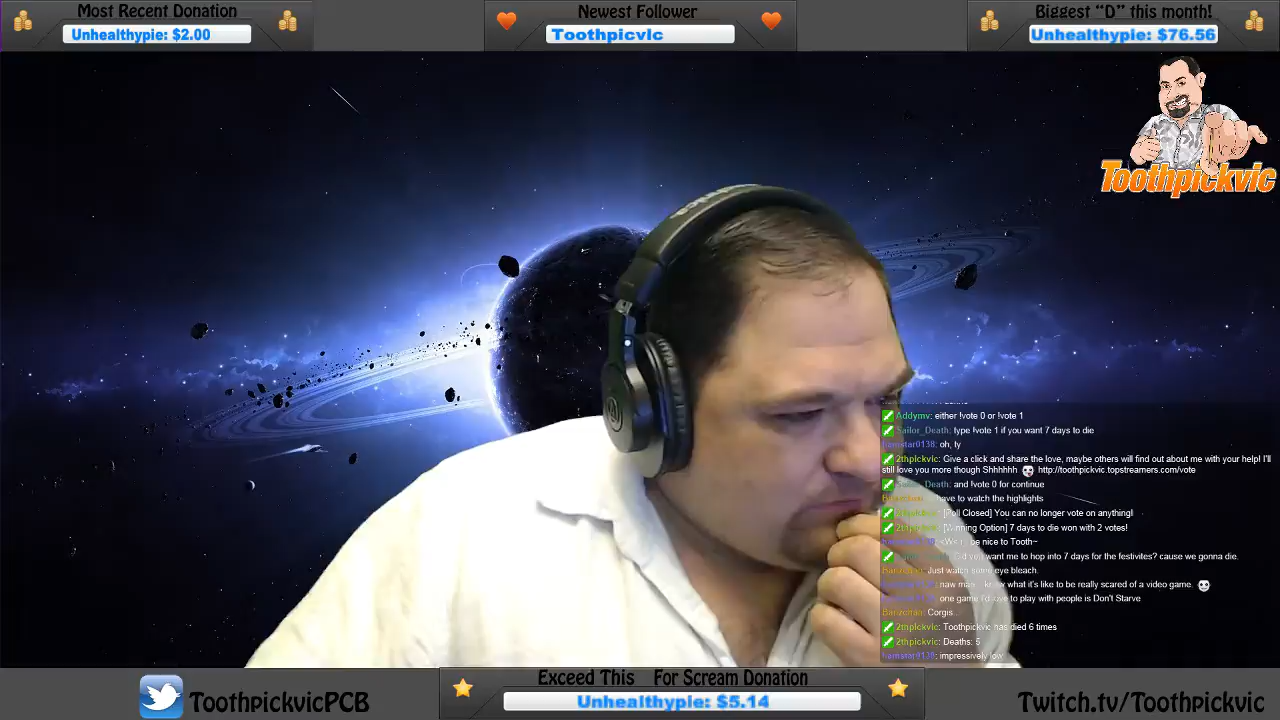 Most Recent Donation
Unhealthypie: $2.00
Newest Follower
Toothpicvic
Biggest “D” this month!
Unhealthypie: $76.56
Toothpickvic
Addymv: either !vote 0 or !vote 1
Sailor_Death: type !vote 1 if you want 7 days to die
hamstar0138: oh, ty
2thpickvic: Give a click and share the love, maybe others will find out about me with your help! I'll
still love you more though Shhhhhh http://toothpickvic.topstreamers.com/vote
Sailor_Death: and !vote 0 for continue
have to watch the highlights
2thpickvic: [Poll Closed] You can no longer vote on anything!
2thpickvic: [Winning Option] 7 days to die won with 2 votes!
be nice to Tooth~
you want me to hop into 7 days for the festivites? cause we gonna die.
Just watch some eye bleach.
what it's like to be really scared of a video game.
one game I'd love to play with people is Don't Starve
Corgis.
2thpickvic: Toothpickvic has died 6 times
2thpickvic: Deaths: 5
hamstar0138: impressively low
Exceed This For Scream Donation
Unhealthypie: $5.14
ToothpickvicPCB
Twitch.tv/Toothpickvic